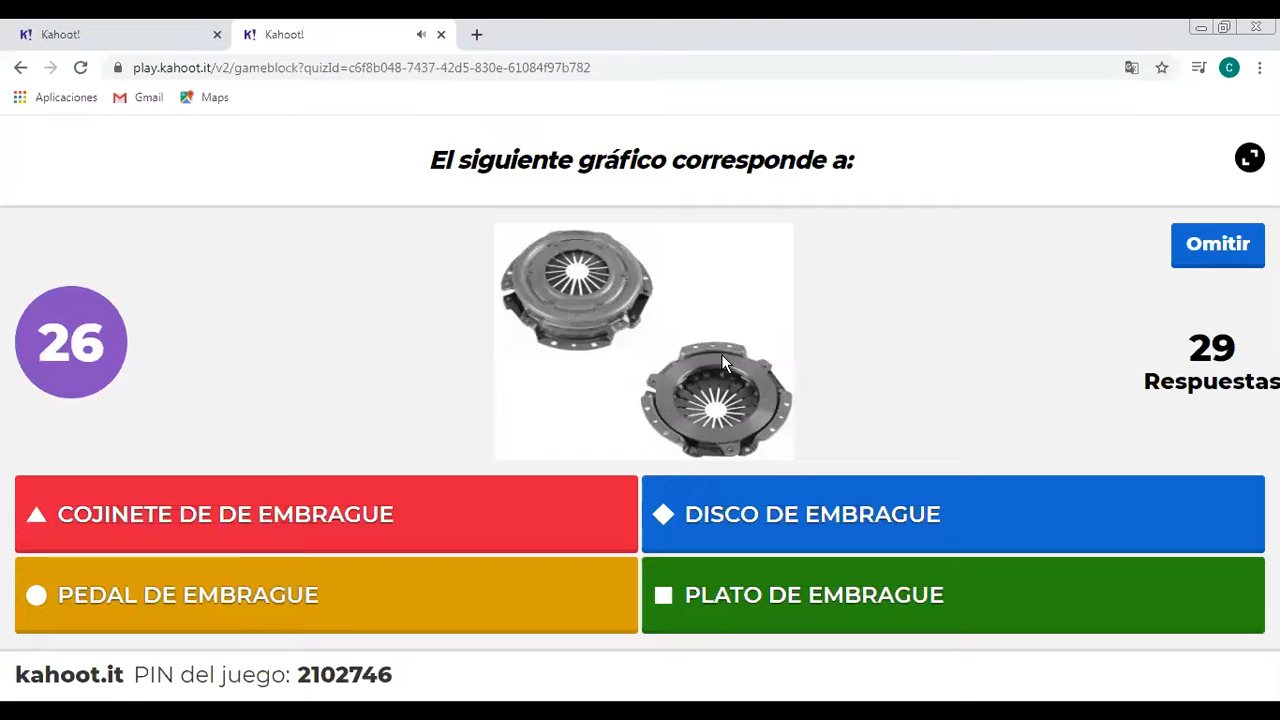 K! Kahoot!
K! Kahoot!
play.kahoot.it/v2/gameblock?quizId=c6f8b048-7437-42d5-830e-61084f97b782
C
Aplicaciones
Gmail
Maps
El siguiente gráfico corresponde a:
Omitir
26
29
Respuestas
COJINETE DE DE EMBRAGUE
DISCO DE EMBRAGUE
PEDAL DE EMBRAGUE
PLATO DE EMBRAGUE
kahoot.it PIN del juego: 2102746